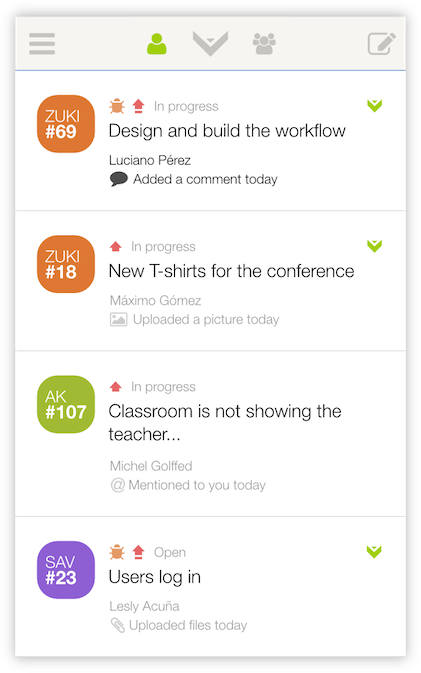 ZUKI
#69
In progress
Design and build the workflow
Luciano Pérez
Added a comment today
ZUKI
#18
In progress
New T-shirts for the conference
Máximo Gómez
Uploaded a picture today
AK
#107
In progress
Classroom is not showing the
teacher...
Michel Golffed
@Mentioned to you today
SAV
#23
Open
Users log in
Lesly Acuña
Uploaded files today